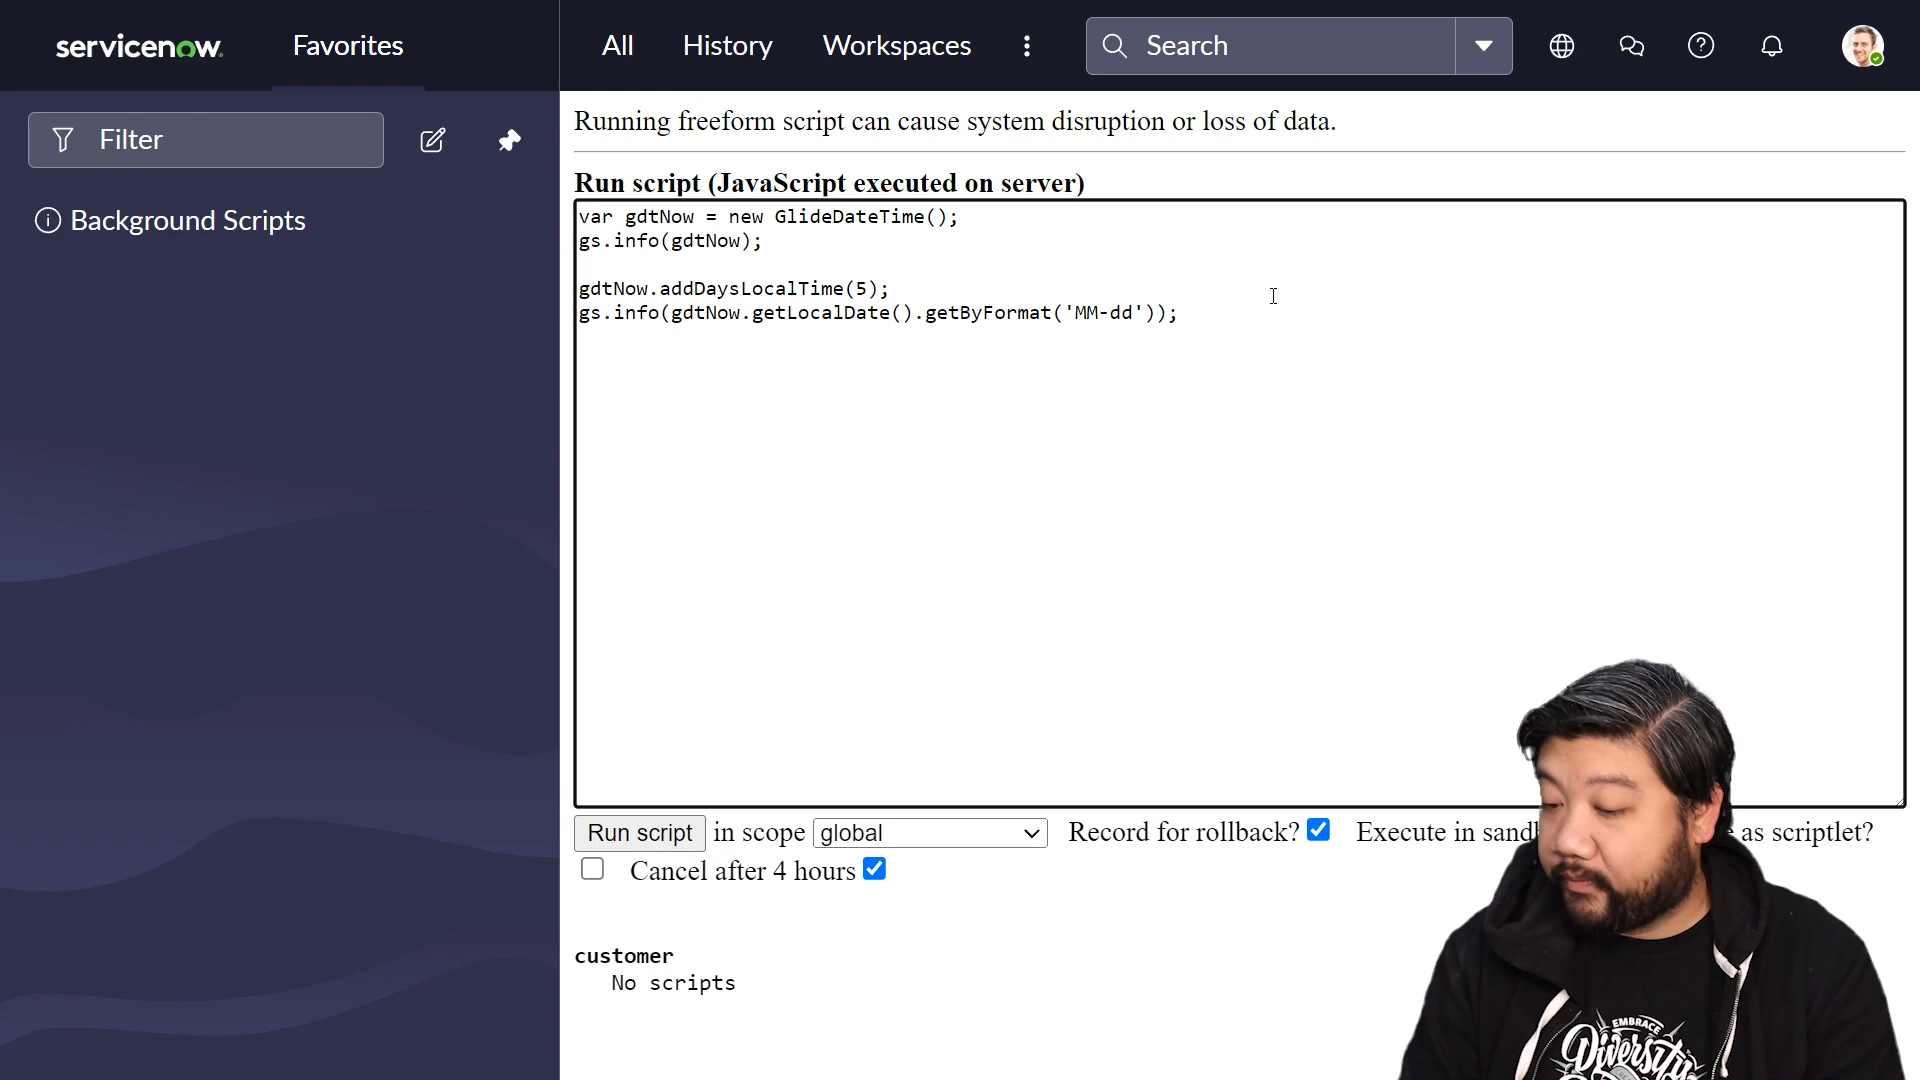 servicenow.
Favorites
All
History
Workspaces
Search
Filter
Background Scripts
Running freeform script can cause system disruption or loss of data.
Run script (JavaScript executed on server)
var gdtNow = new GlideDateTime();
gs.info(gdtNow);
gdtNow.addDaysLocalTime(5);
gs.info(gdtNow.getLocalDate().getByFormat('MM-dd'));
Run script in scope global Record for rollback? Execute in as scriptlet?
Cancel after 4 hours
customer
No scripts
EMBRACE
Diversity